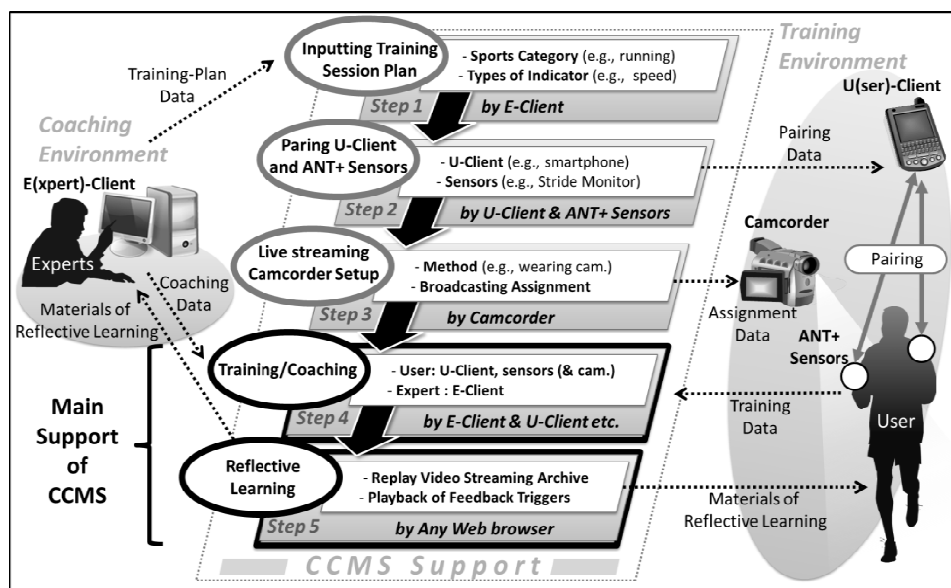 Inputting Training
Session Plan
- Sports Category (e.g., running)
- Types of Indicator (e.g., speed)
Step 1
by E-Client
Training-Plan
Data
Training
Environment
U(ser)-Client
Coaching
Environment
E(xpert)-Client
Experts
Paring U-Client
and ANT+ Sensors
- U-Client (e.g., smartphone)
- Sensors (e.g., Stride Monitor)
Step 2
by U-Client & ANT+ Sensors
Pairing
Data
Camcorder
Pairing
Live streaming
Camcorder Setup
- Method (e.g., wearing cam.)
- Broadcasting Assignment
Step 3
by Camcorder
Coaching
Data
Materials of
Reflective Learning
Assignment
Data
ANT+
Sensors
Training/Coaching
- User: U-Client, sensors (& cam.)
- Expert : E-Client
Step 4
by E-Client & U-Client etc.
Training
Data
User
Main
Support
of
CCMS
Reflective
Learning
- Replay Video Streaming Archive
- Playback of Feedback Triggers
Step 5
by Any Web browser
Materials of
Reflective Learning
CCMS Support